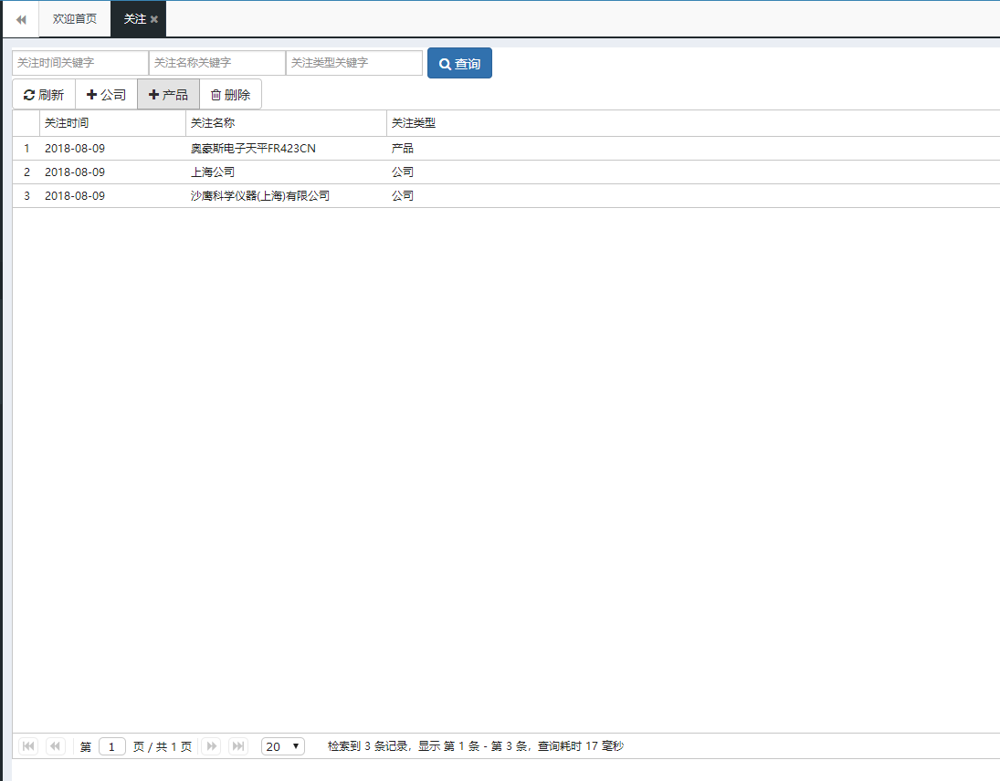 欢迎首页 关注
关注时间关键字 关注名称关键字 关注类型关键字 查询
刷新 公司 产品 删除
关注时间 关注名称 关注类型
1 2018-08-09 奥豪斯电子天平FR423CN 产品
2 2018-08-09 上海公司 公司
3 2018-08-09 沙鹰科学仪器(上海)有限公司 公司
第 1 页 / 共 1 页 20 检索到 3 条记录，显示 第 1 条 - 第 3 条，查询耗时 17 毫秒